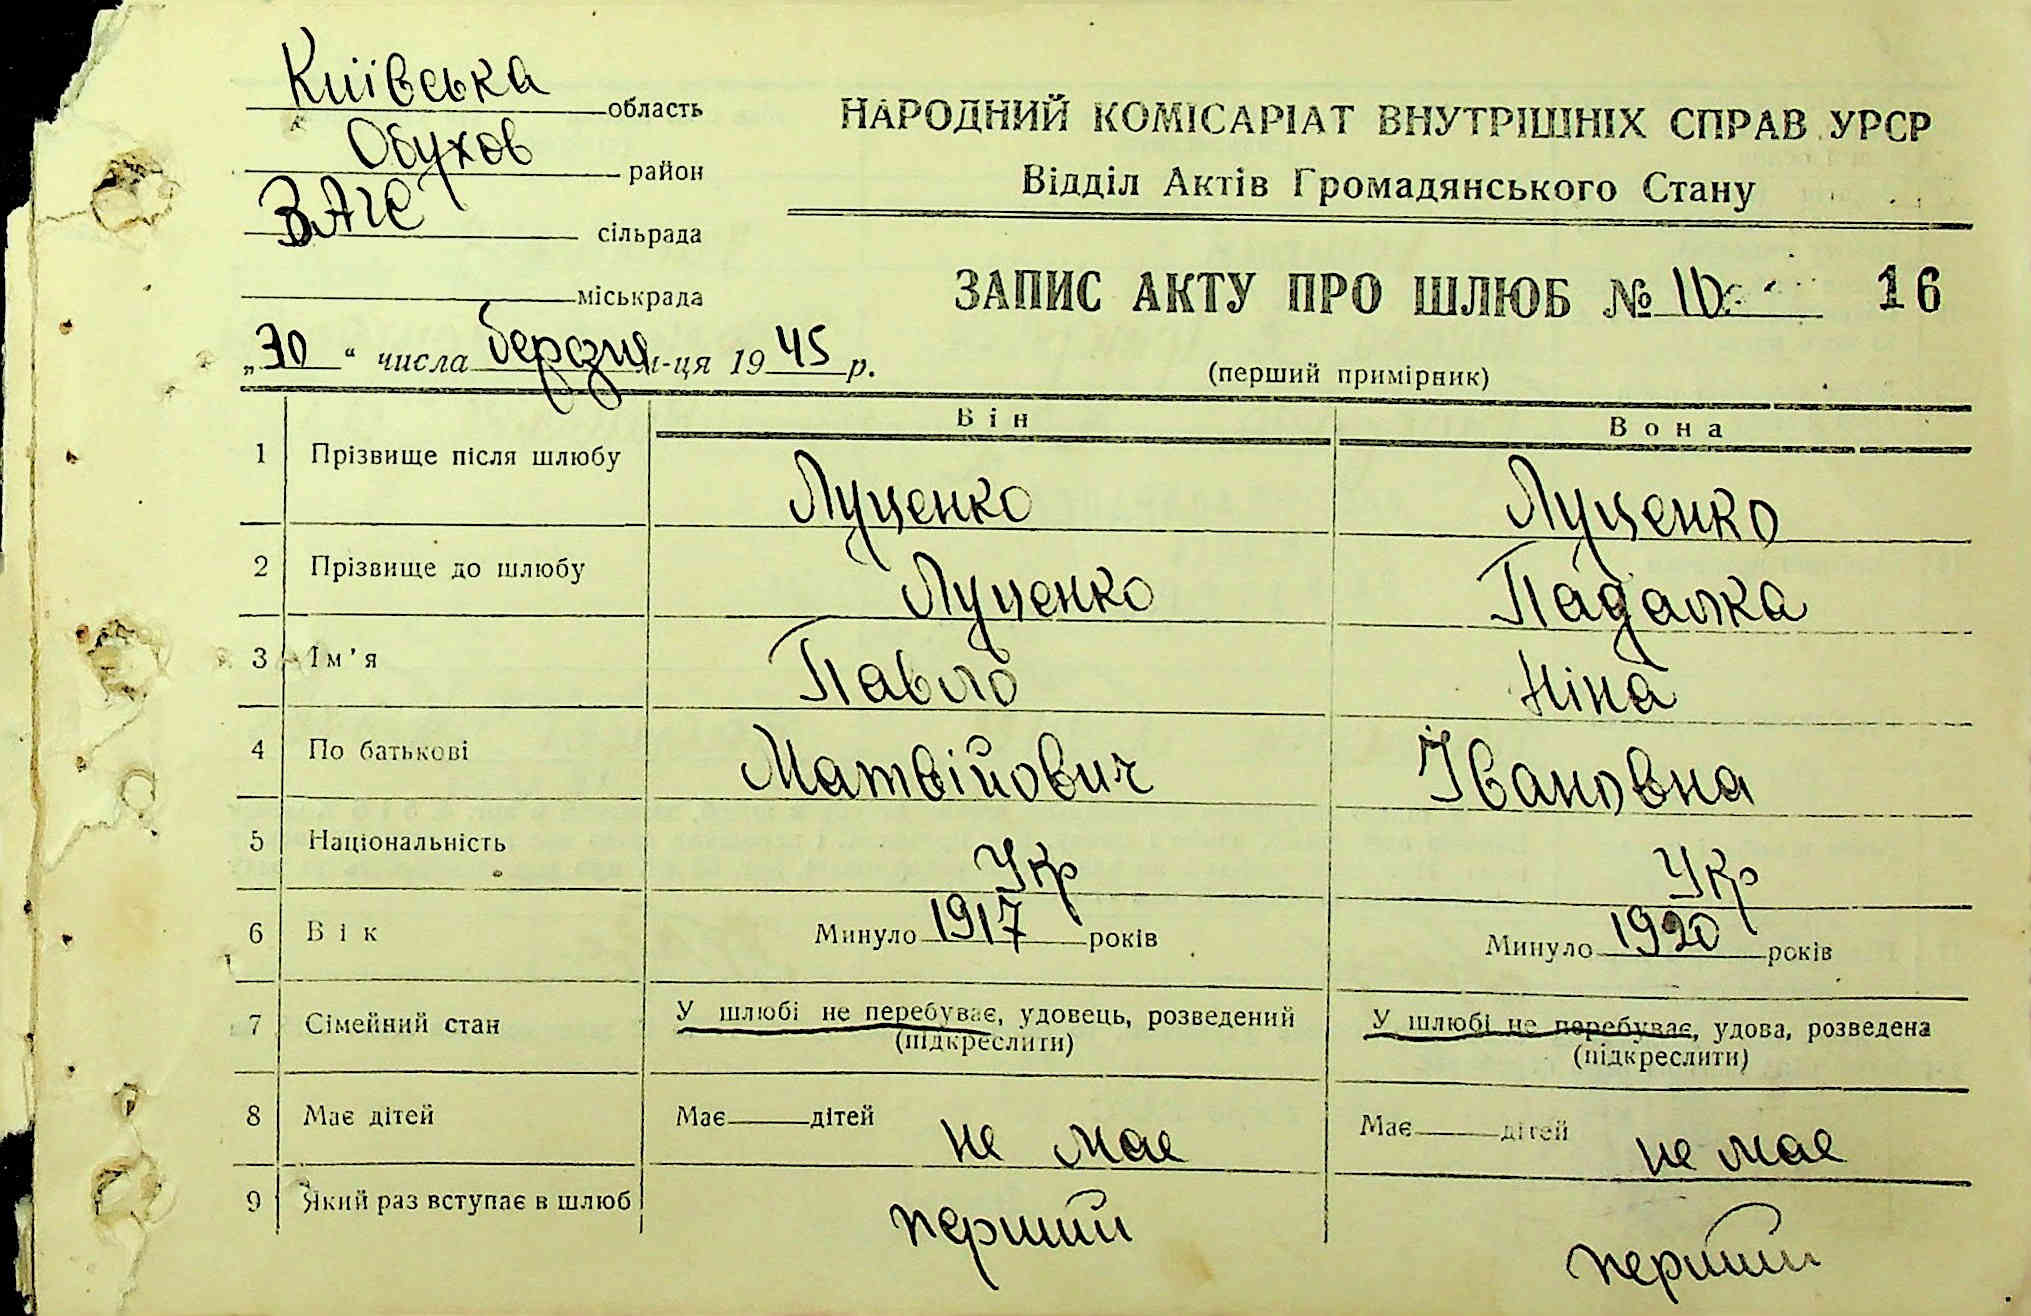 Київська область
Обухов район
ЗАГС сільрада
міськрада
„30“ числа березня м-ця 1945 р.
НАРОДНИЙ КОМІСАРІАТ ВНУТРІШНІХ СПРАВ УРСР
Відділ Актів Громадянського Стану
ЗАПИС АКТУ ПРО ШЛЮБ № 16
(перший примірник)
Він Вона
1 Прізвище після шлюбу Луценко Луценко
2 Прізвище до шлюбу Луценко Падалка
3 Ім'я Павло Ніна
4 По батькові Матвійович Івановна
5 Національність Укр Укр
6 Вік Минуло 1917 років Минуло 1920 років
7 Сімейний стан У шлюбі не перебуває, удовець, розведений У шлюбі не перебуває, удова, розведена
(підкреслити) (підкреслити)
8 Має дітей Має дітей не має Має дітей не має
9 Який раз вступає в шлюб перший перший